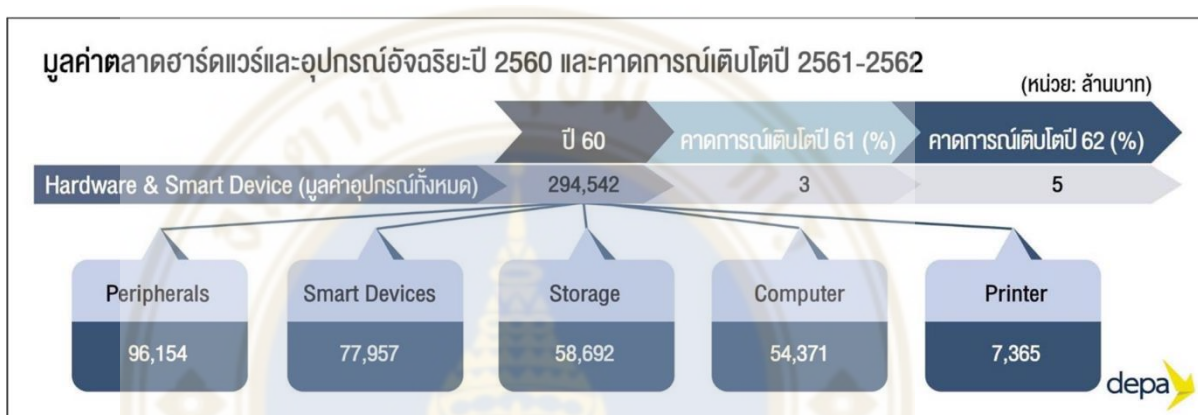 มูลค่าตลาดฮาร์ดแวร์และอุปกรณ์อัจฉริยะปี 2560 และคาดการณ์เติบโตปี 2561-2562
(หน่วย: ล้านบาท)
ปี 60 คาดการณ์เติบโตปี 61 (%) คาดการณ์เติบโตปี 62 (%)
Hardware & Smart Device (มูลค่าอุปกรณ์ทั้งหมด) 294,542 3 5
Peripherals Smart Devices Storage Computer Printer
96,154 77,957 58,692 54,371 7,365
depa